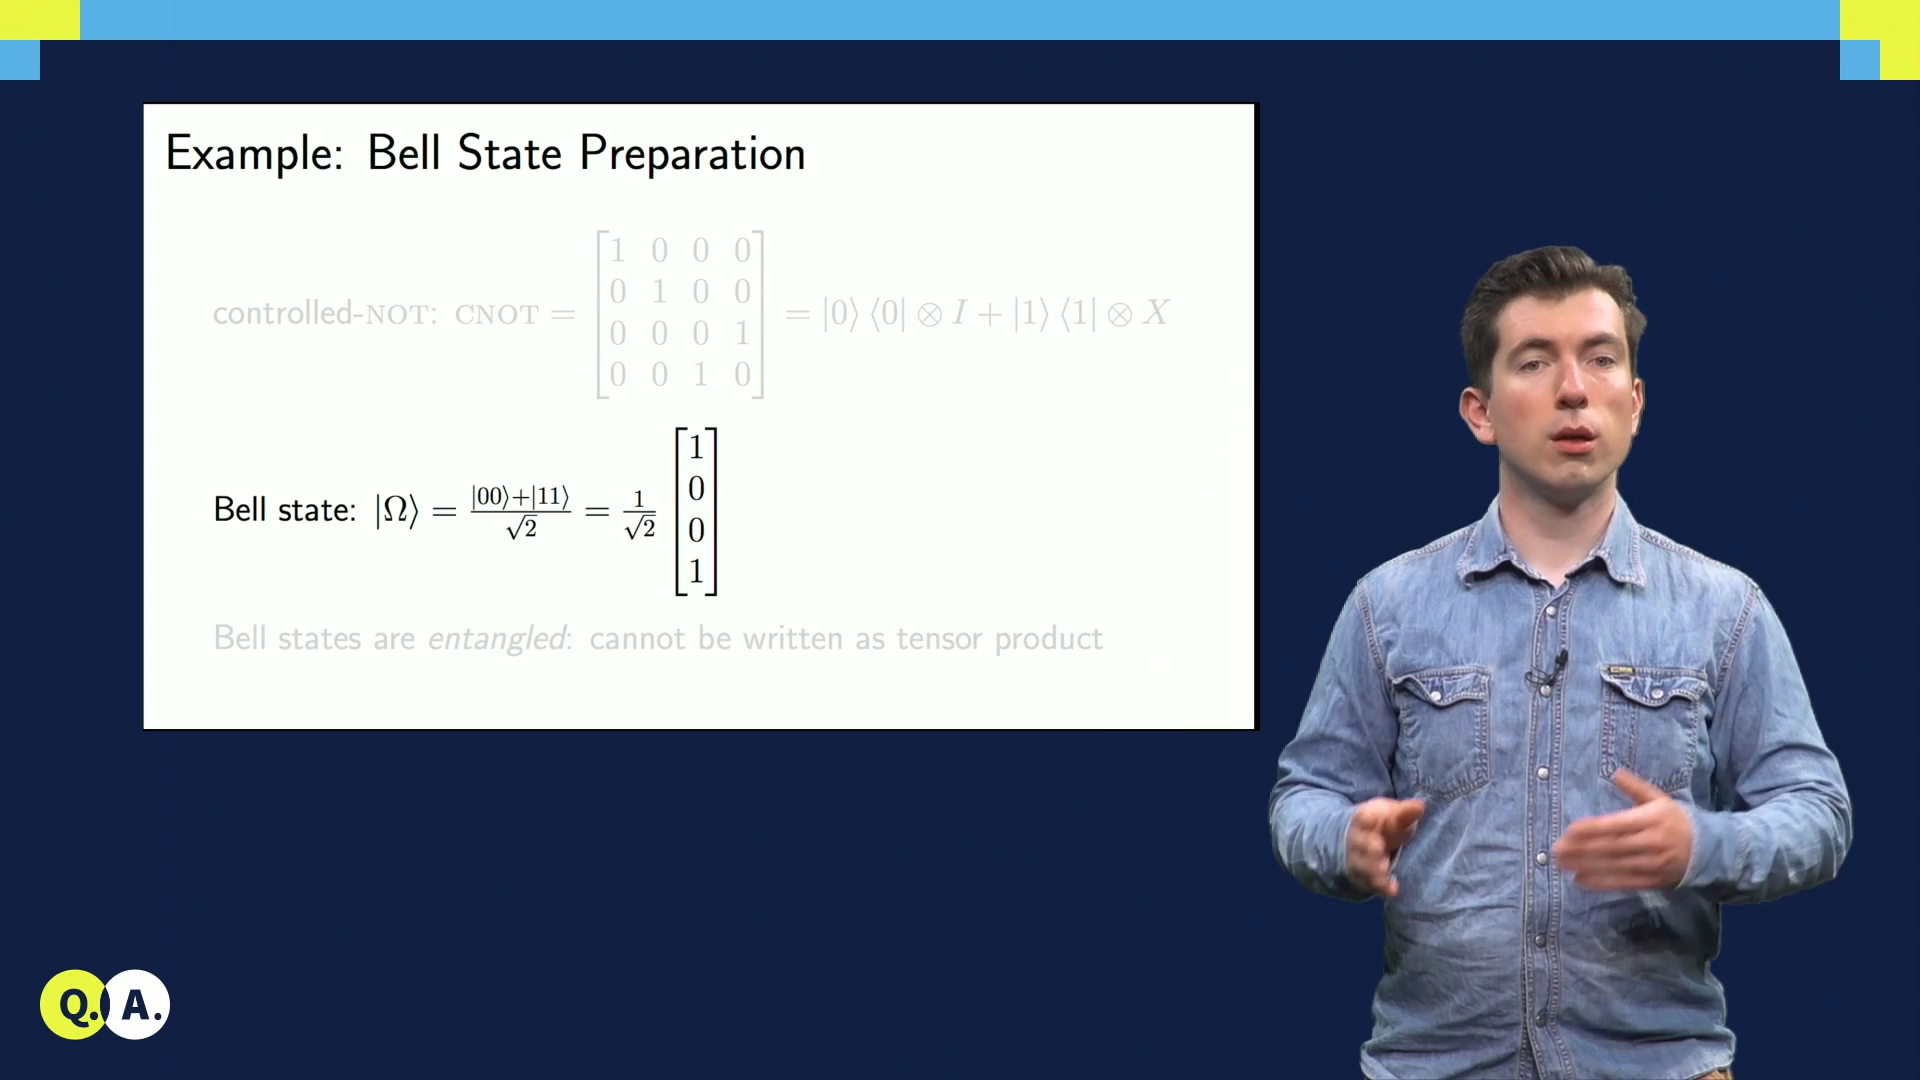 Example: Bell State Preparation
controlled-NOT: CNOT = [1 0 0 0
0 1 0 0
0 0 0 1
0 0 1 0] = |0⟩ ⟨0| ⊗ I + |1⟩ ⟨1| ⊗ X
Bell state: |Ω⟩ = |00⟩+|11⟩/√2 = 1/√2 [1
0
0
1]
Bell states are entangled: cannot be written as tensor product
Q. A.